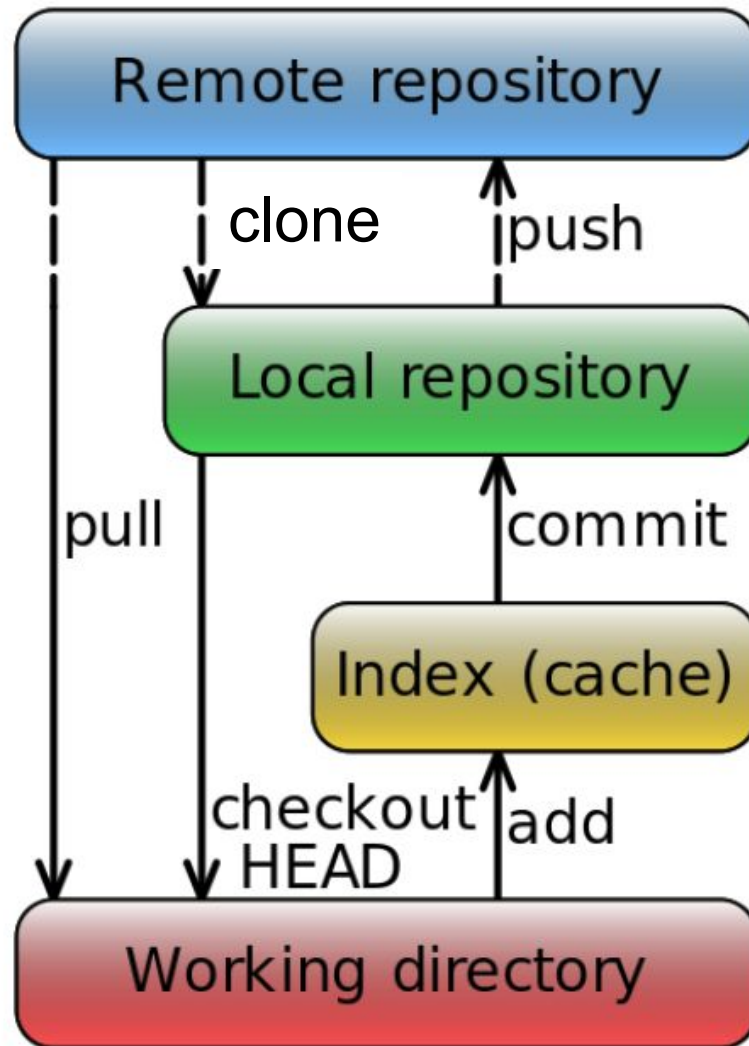 Remote repository
clone
push
Local repository
pull
commit
Index (cache)
checkout
HEAD
add
Working directory